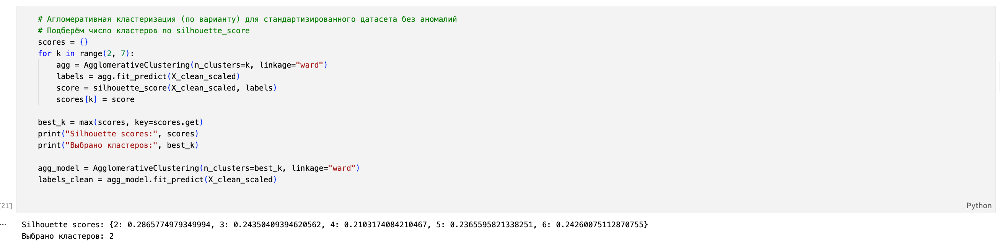 # Агломеративная кластеризация (по варианту) для стандартизированного датасета без аномалий
# Подберём число кластеров по silhouette_score
scores = {}
for k in range(2, 7):
    agg = AgglomerativeClustering(n_clusters=k, linkage="ward")
    labels = agg.fit_predict(X_clean_scaled)
    score = silhouette_score(X_clean_scaled, labels)
    scores[k] = score
best_k = max(scores, key=scores.get)
print("Silhouette scores:", scores)
print("Выбрано кластеров:", best_k)
agg_model = AgglomerativeClustering(n_clusters=best_k, linkage="ward")
labels_clean = agg_model.fit_predict(X_clean_scaled)
[21]
Python
... Silhouette scores: {2: 0.2865774979349994, 3: 0.24350409394620562, 4: 0.2103174084210467, 5: 0.2365595821338251, 6: 0.24260075112870755}
Выбрано кластеров: 2